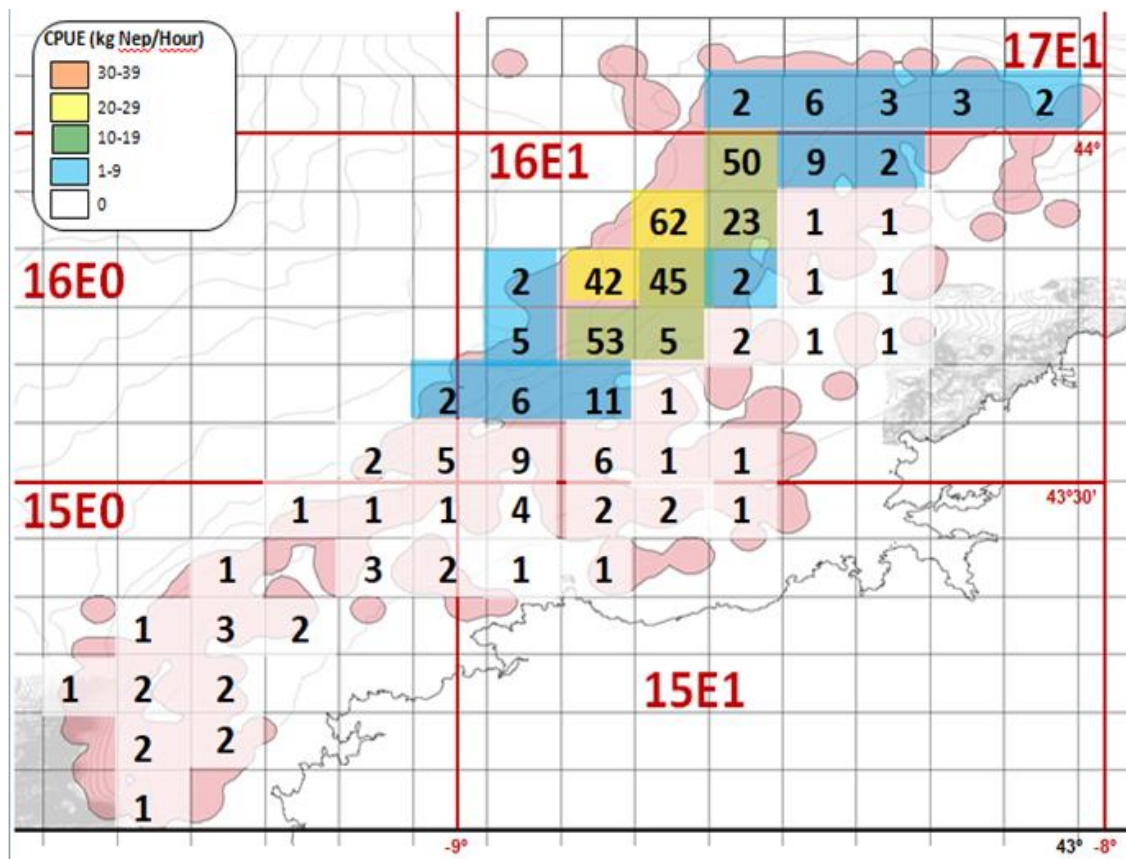 CPUE (kg Nep/Hour)
30-39
20-29
10-19
1-9
0
17E1
2 6 3 3 2
44°
16E1
50 9 2
62 23 1 1
16E0
2 42 45 2 1 1
5 53 5 2 1 1
2 6 11 1
2 5 9 6 1 1
43°30'
15E0
1 1 1 4 2 2 1
1 3 2 1 1
1 3 2
1 2 2
15E1
2 2
1
-9°
43° -8°